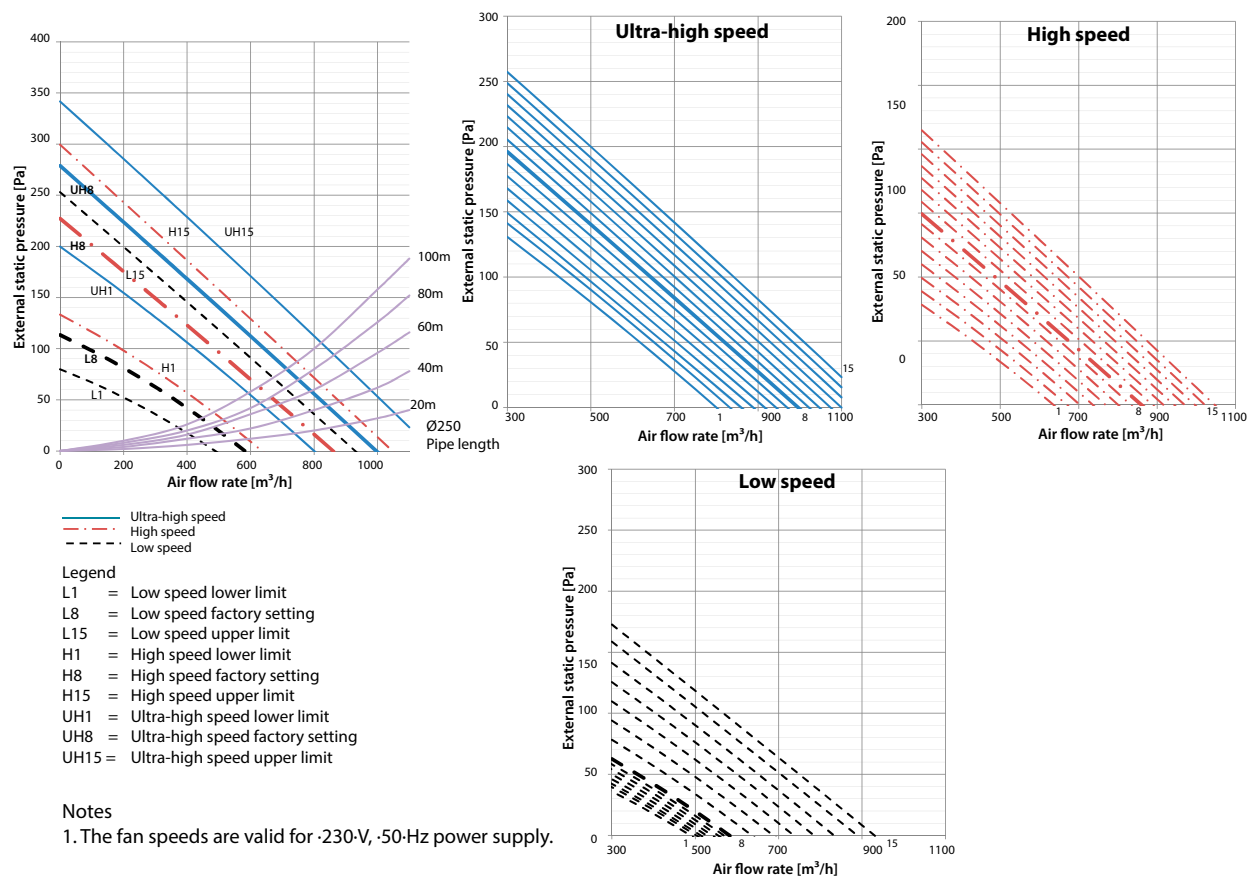 400
350
300
250
200
150
100
50
0
External static pressure [Pa]
UH8
H8
H15
UH15
L15
UH1
L8
H1
L1
100m
80m
60m
40m
20m
Ø250
Pipe length
0 200 400 600 800 1000
Air flow rate [m³/h]
Ultra-high speed
300
250
200
150
100
50
0
External static pressure [Pa]
15
300 500 700 1 900 8 1100
Air flow rate [m³/h]
High speed
200
150
100
50
0
External static pressure [Pa]
300 500 1 700 8 900 15 1100
Air flow rate [m³/h]
Ultra-high speed
High speed
Low speed
Legend
L1 = Low speed lower limit
L8 = Low speed factory setting
L15 = Low speed upper limit
H1 = High speed lower limit
H8 = High speed factory setting
H15 = High speed upper limit
UH1 = Ultra-high speed lower limit
UH8 = Ultra-high speed factory setting
UH15 = Ultra-high speed upper limit
Notes
1. The fan speeds are valid for ·230·V, ·50·Hz power supply.
Low speed
300
250
200
150
100
50
0
External static pressure [Pa]
300 1 500 8 700 900 15 1100
Air flow rate [m³/h]